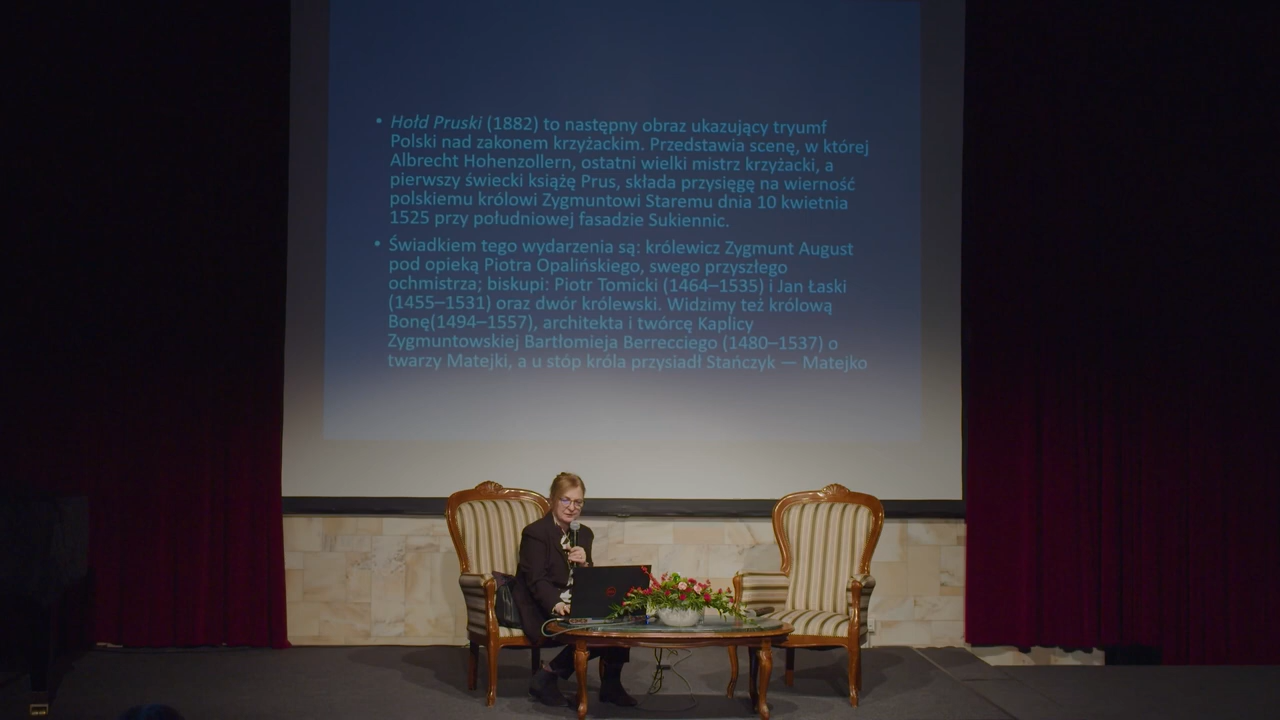 • Hołd Pruski (1882) to następny obraz ukazujący tryumf
Polski nad zakonem krzyżackim. Przedstawia scenę, w której
Albrecht Hohenzollern, ostatni wielki mistrz krzyżacki, a
pierwszy świecki książę Prus, składa przysięgę na wierność
polskiemu królowi Zygmuntowi Staremu dnia 10 kwietnia
1525 przy południowej fasadzie Sukiennic.
• Świadkiem tego wydarzenia są: królewicz Zygmunt August
pod opieką Piotra Opalińskiego, swego przyszłego
ochmistrza; biskupi: Piotr Tomicki (1464–1535) i Jan Łaski
(1455–1531) oraz dwór królewski. Widzimy też królową
Bonę(1494–1557), architekta i twórcę Kaplicy
Zygmuntowskiej Bartłomieja Berrecciego (1480–1537) o
twarzy Matejki, a u stóp króla przysiadł Stańczyk — Matejko